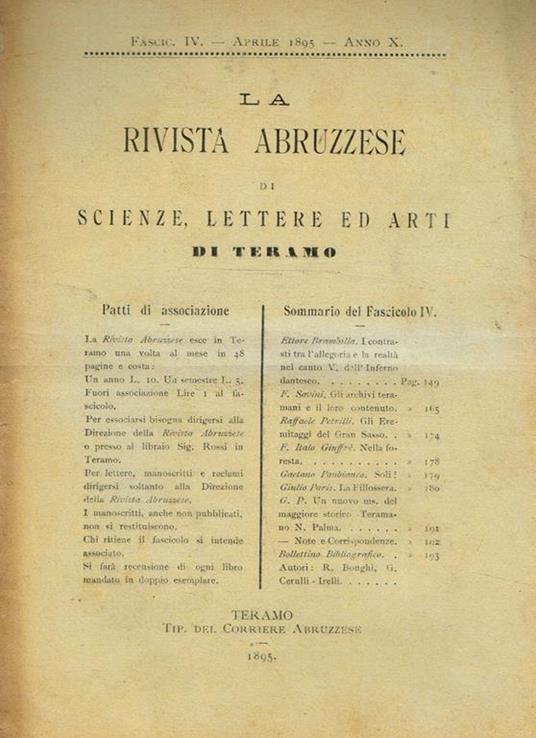 Fascic. IV. — Aprile 1895 — Anno X.
LA
RIVISTA ABRUZZESE
DI
SCIENZE, LETTERE ED ARTI
DI TERAMO
Patti di associazione
La Rivista Abruzzese esce in Te-
ramo una volta al mese in 48
pagine e costa:
Un anno L. 10. Un semestre L. 5.
Fuori associazione Lire 1 al fa-
scicolo.
Per essociarsi bisogna dirigersi alla
Direzione della Rivista Abruzzese
o presso al libraio Sig. Rossi in
Teramo.
Per lettere, manoscritti e reclami
dirigersi soltanto alla Direzione
della Rivista Abruzzese.
I manoscritti, anche non pubblicati,
non si restituiscono.
Chi ritiene il fascicolo si intende
associato.
Si farà recensione di ogni libro
mandato in doppio esemplare.
Sommario del Fascicolo IV.
Ettore Brambilla. I contra-
sti tra l'allegoria e la realtà
nel canto V. dell'Inferno
dantesco. . . . . . . . . Pag. 149
F. Savini. Gli archivi tera-
mani e il loro contenuto. » 165
Raffaele Petrilli. Gli Ere-
mitaggi del Gran Sasso. . » 174
F. Italo Giuffrè. Nella fo-
resta. . . . . . . . . . . » 178
Gaetano Panbianco. Soli! » 179
Giulio Paris. La Fillossera. » 180
G. P. Un nuovo ms. del
maggiore storico Terama-
no N. Palma. . . . . . . » 191
— Note e Corrispondenze. » 192
Bollettino Bibliografico. . » 193
Autori: R. Bonghi, G.
Cerulli-Irelli. . . . . . .
TERAMO
Tip. del Corriere Abruzzese
—
1895.